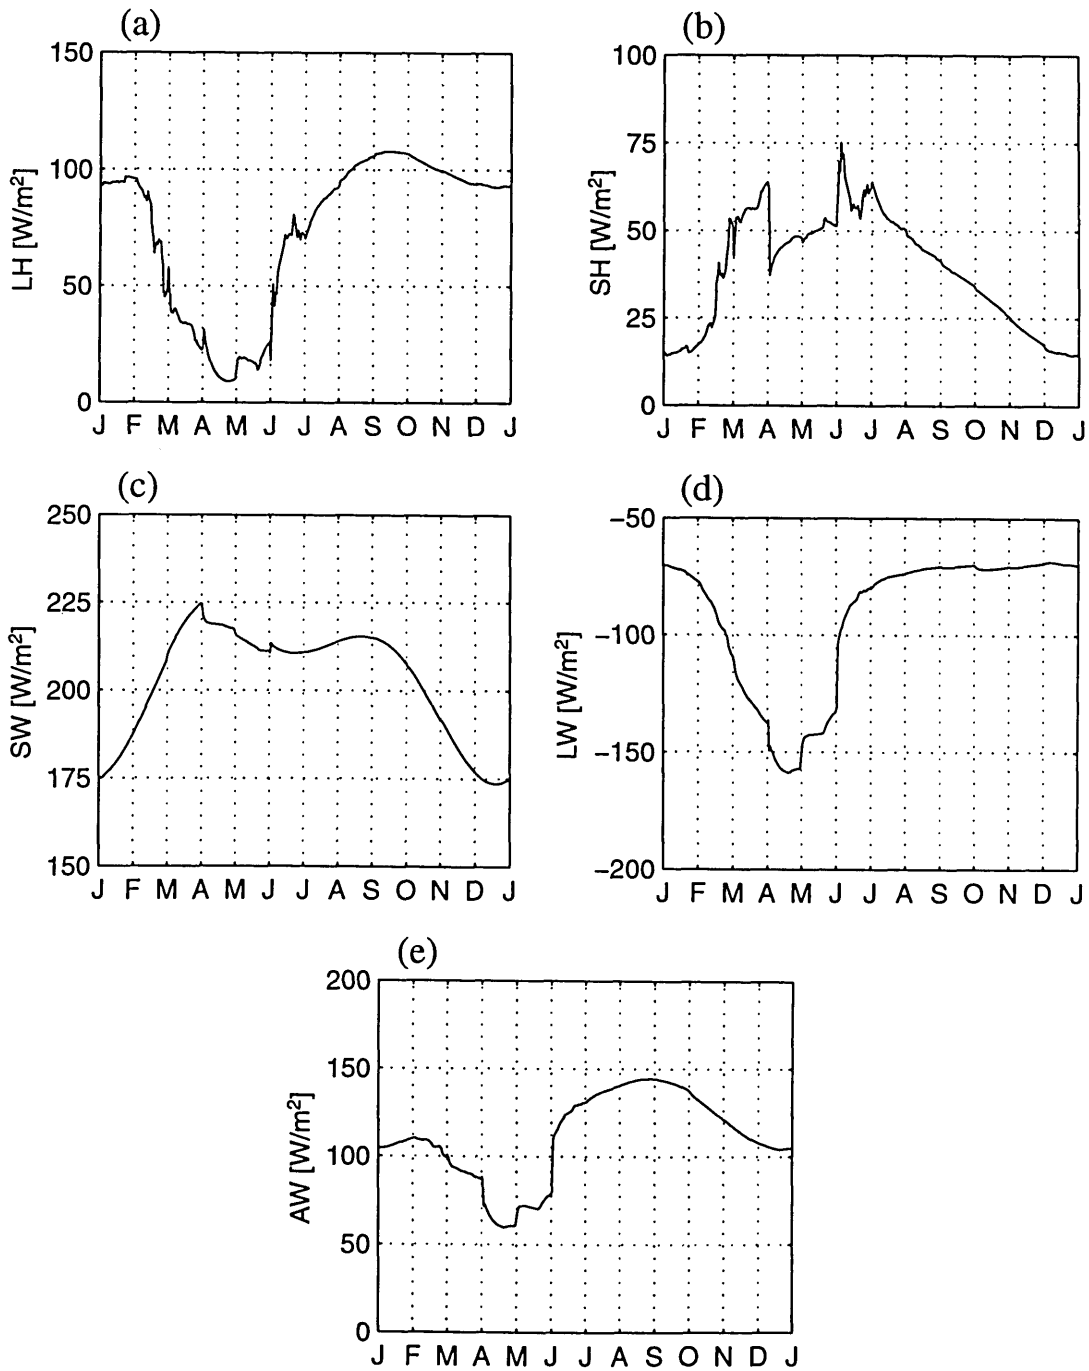 (a)
150
100
50
0
LH [W/m²]
J F M A M J J A S O N D J
(b)
100
75
50
25
0
SH [W/m²]
J F M A M J J A S O N D J
(c)
250
225
200
175
150
SW [W/m²]
J F M A M J J A S O N D J
(d)
−50
−100
−150
−200
LW [W/m²]
J F M A M J J A S O N D J
(e)
200
150
100
50
0
AW [W/m²]
J F M A M J J A S O N D J